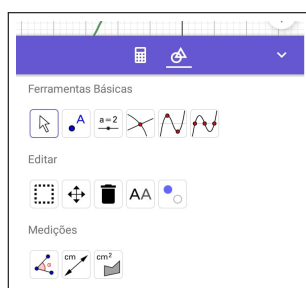 Ferramentas Básicas
A a=2
Editar
AA
Medições
α cm cm²